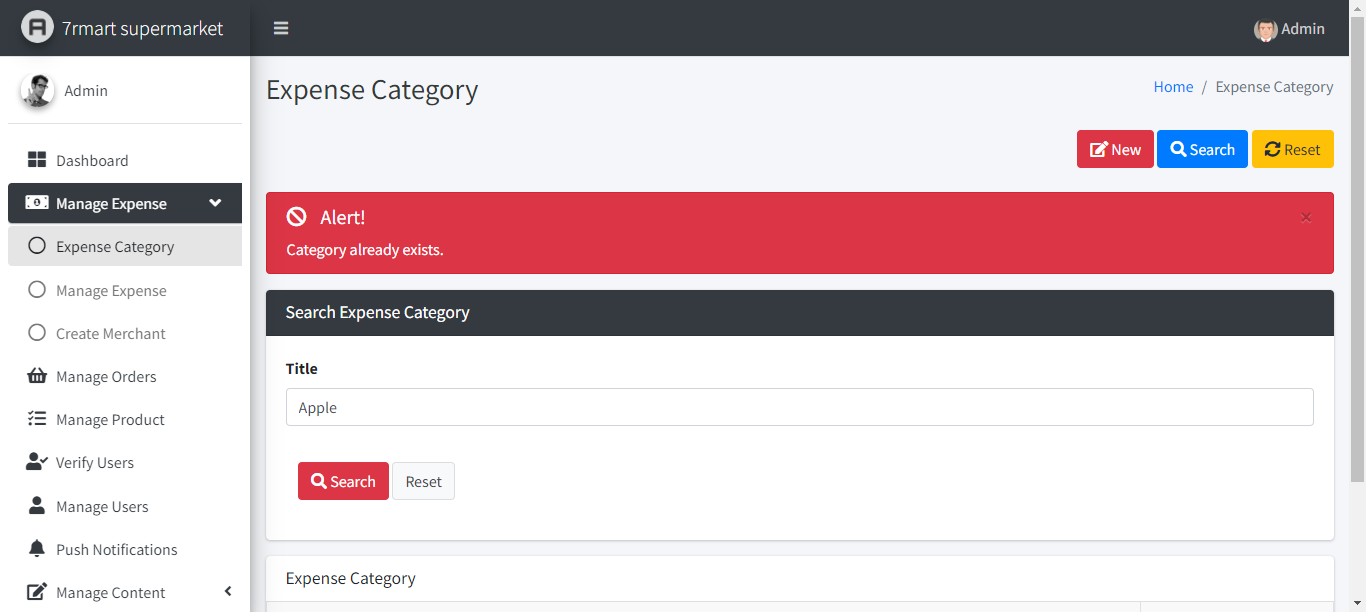 7rmart supermarket
Admin
Admin
Expense Category
Home / Expense Category
New
Search
Reset
Dashboard
Manage Expense
Expense Category
Manage Expense
Create Merchant
Manage Orders
Manage Product
Verify Users
Manage Users
Push Notifications
Manage Content
Alert!
×
Category already exists.
Search Expense Category
Title
Apple
Search
Reset
Expense Category